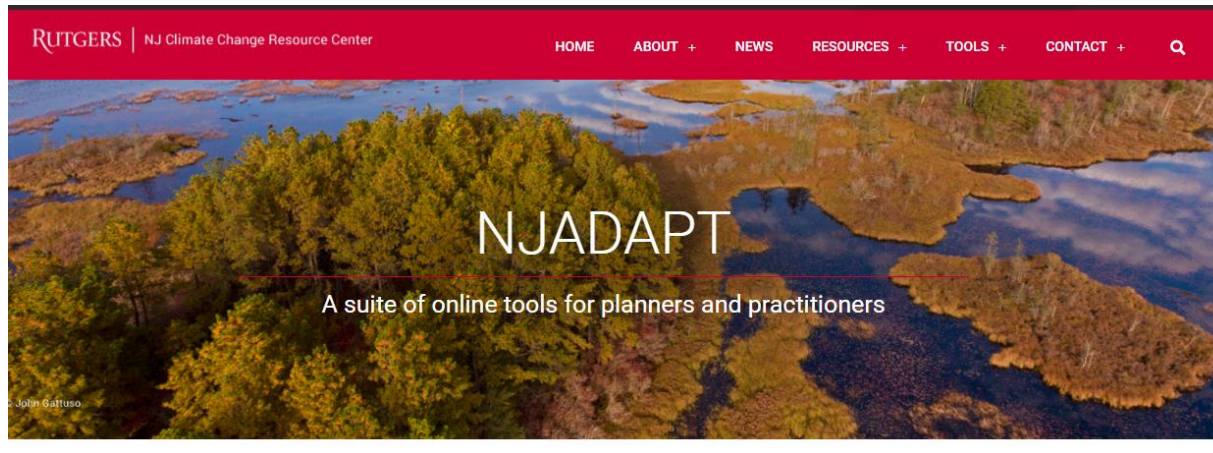 RUTGERS | NJ Climate Change Resource Center
HOME ABOUT + NEWS RESOURCES + TOOLS + CONTACT +
NJADAPT
A suite of online tools for planners and practitioners
John Gattuso